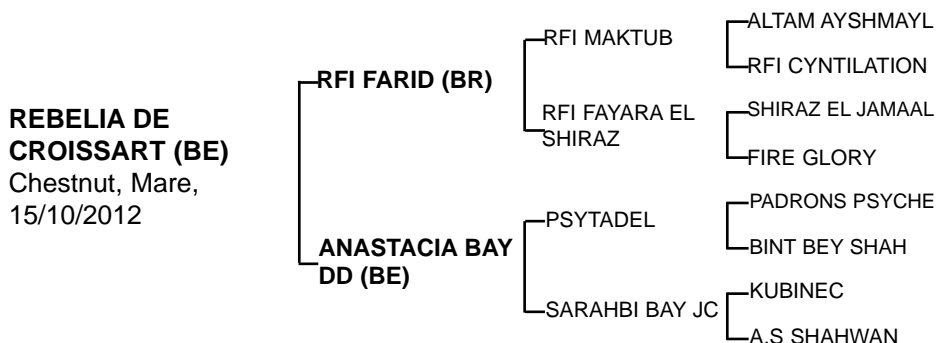 REBELIA DE
CROISSART (BE)
Chestnut, Mare,
15/10/2012
RFI FARID (BR)
ANASTACIA BAY
DD (BE)
RFI MAKTUB
RFI FAYARA EL
SHIRAZ
PSYTADEL
SARAHBI BAY JC
ALTAM AYSHMAYL
RFI CYNTILATION
SHIRAZ EL JAMAAL
FIRE GLORY
PADRONS PSYCHE
BINT BEY SHAH
KUBINEC
A.S SHAHWAN